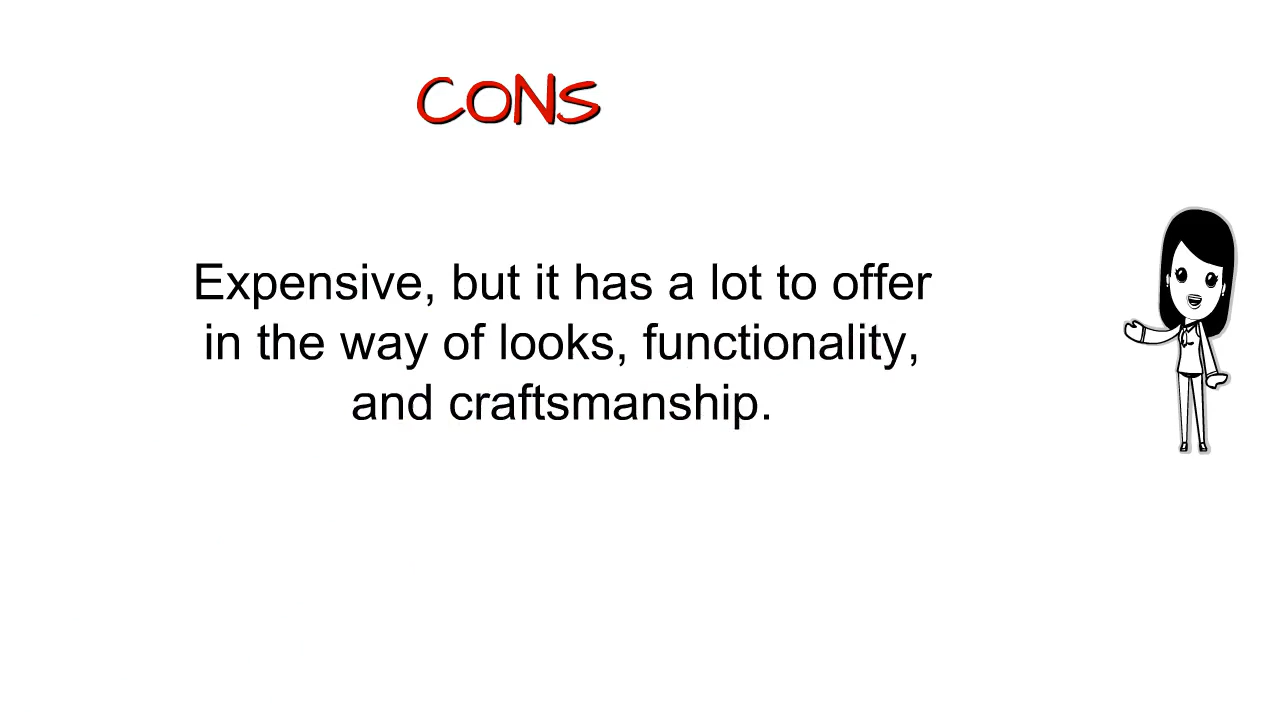 CONS
Expensive, but it has a lot to offer
in the way of looks, functionality,
and craftsmanship.